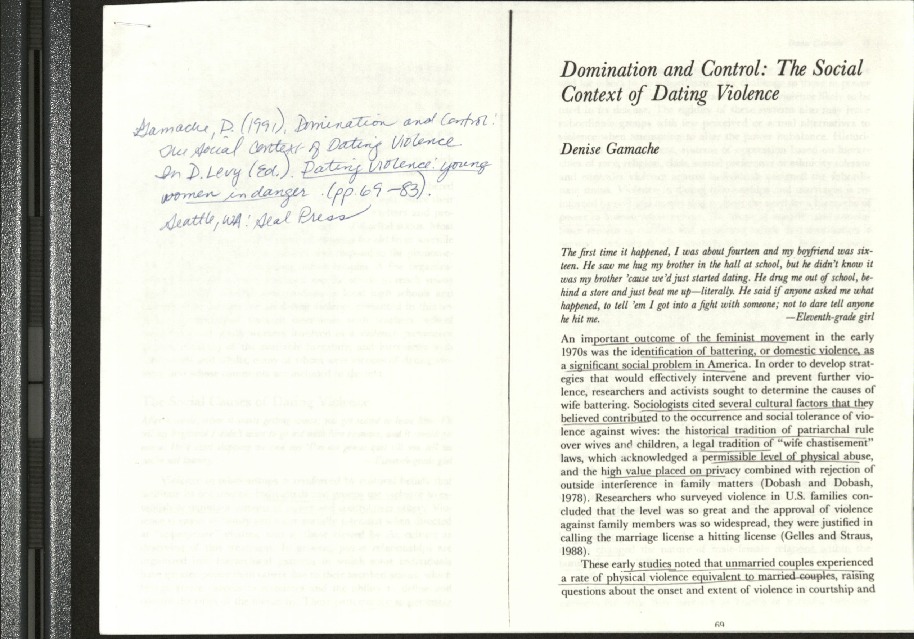 Gamache, D. (1991). Domination and Control:
The Social Context of Dating Violence.
In D. Levy (Ed.). Dating Violence: young
women in danger. (pp. 69-83).
Seattle, WA: Seal Press
Domination and Control: The Social
Context of Dating Violence
Denise Gamache
The first time it happened, I was about fourteen and my boyfriend was six-
teen. He saw me hug my brother in the hall at school, but he didn't know it
was my brother 'cause we'd just started dating. He drug me out of school, be-
hind a store and just beat me up—literally. He said if anyone asked me what
happened, to tell 'em I got into a fight with someone; not to dare tell anyone
he hit me. —Eleventh-grade girl
An important outcome of the feminist movement in the early
1970s was the identification of battering, or domestic violence, as
a significant social problem in America. In order to develop strat-
egies that would effectively intervene and prevent further vio-
lence, researchers and activists sought to determine the causes of
wife battering. Sociologists cited several cultural factors that they
believed contributed to the occurrence and social tolerance of vio-
lence against wives: the historical tradition of patriarchal rule
over wives and children, a legal tradition of "wife chastisement"
laws, which acknowledged a permissible level of physical abuse,
and the high value placed on privacy combined with rejection of
outside interference in family matters (Dobash and Dobash,
1978). Researchers who surveyed violence in U.S. families con-
cluded that the level was so great and the approval of violence
against family members was so widespread, they were justified in
calling the marriage license a hitting license (Gelles and Straus,
1988).
These early studies noted that unmarried couples experienced
a rate of physical violence equivalent to married couples, raising
questions about the onset and extent of violence in courtship and
69